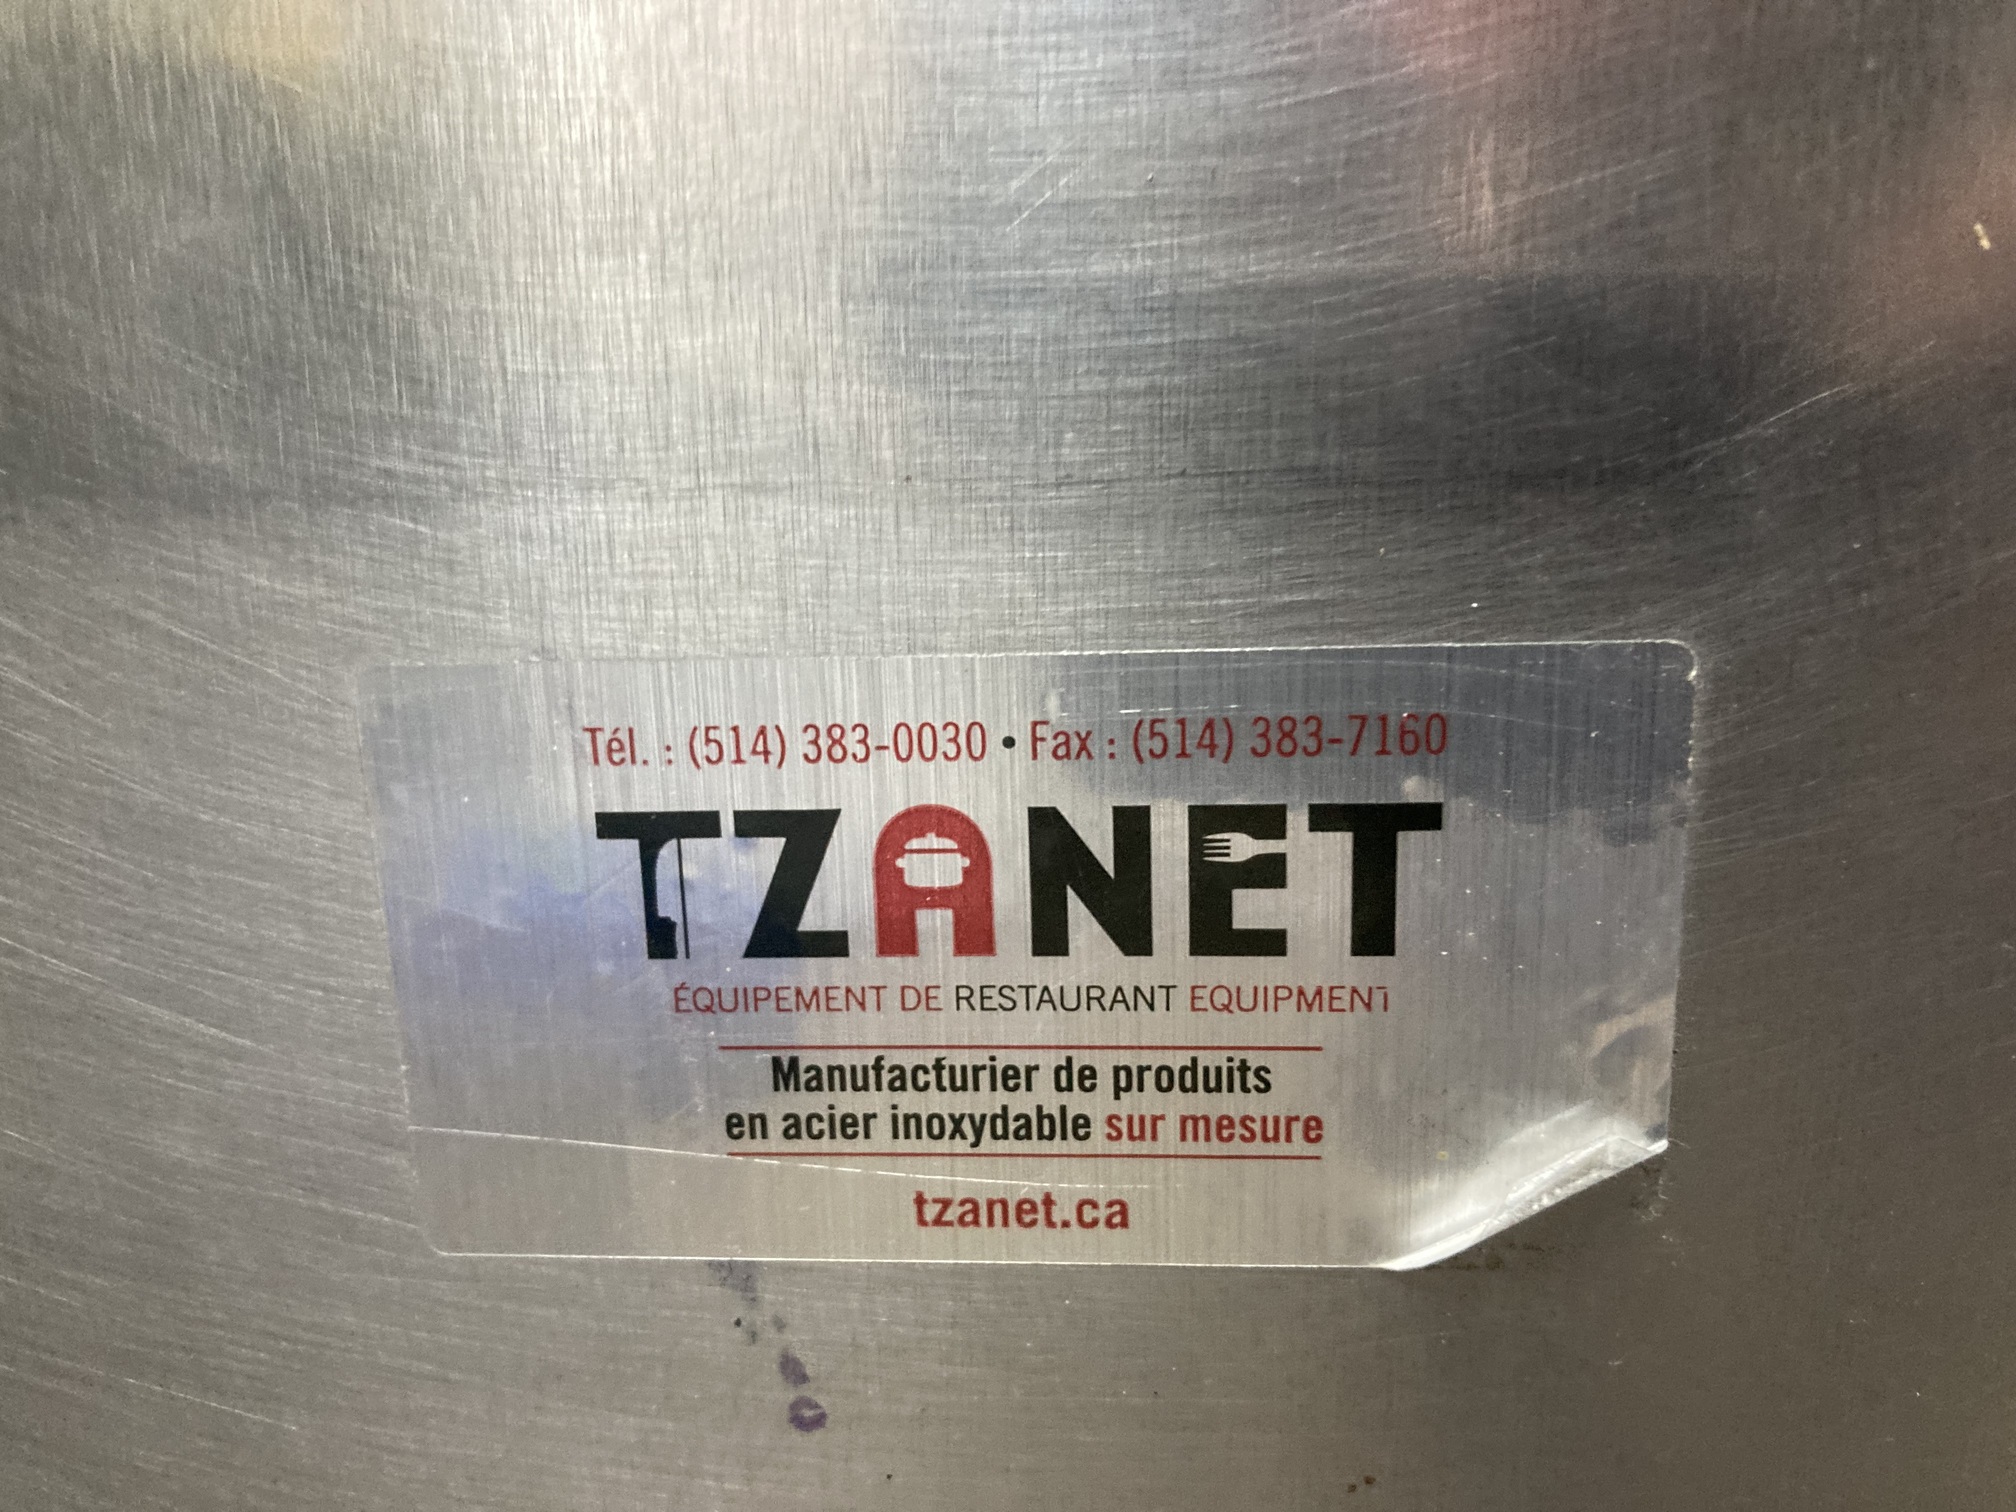 Tél. : (514) 383-0030 • Fax : (514) 383-7160
TZANET
ÉQUIPEMENT DE RESTAURANT EQUIPMENT
Manufacturier de produits
en acier inoxydable sur mesure
tzanet.ca